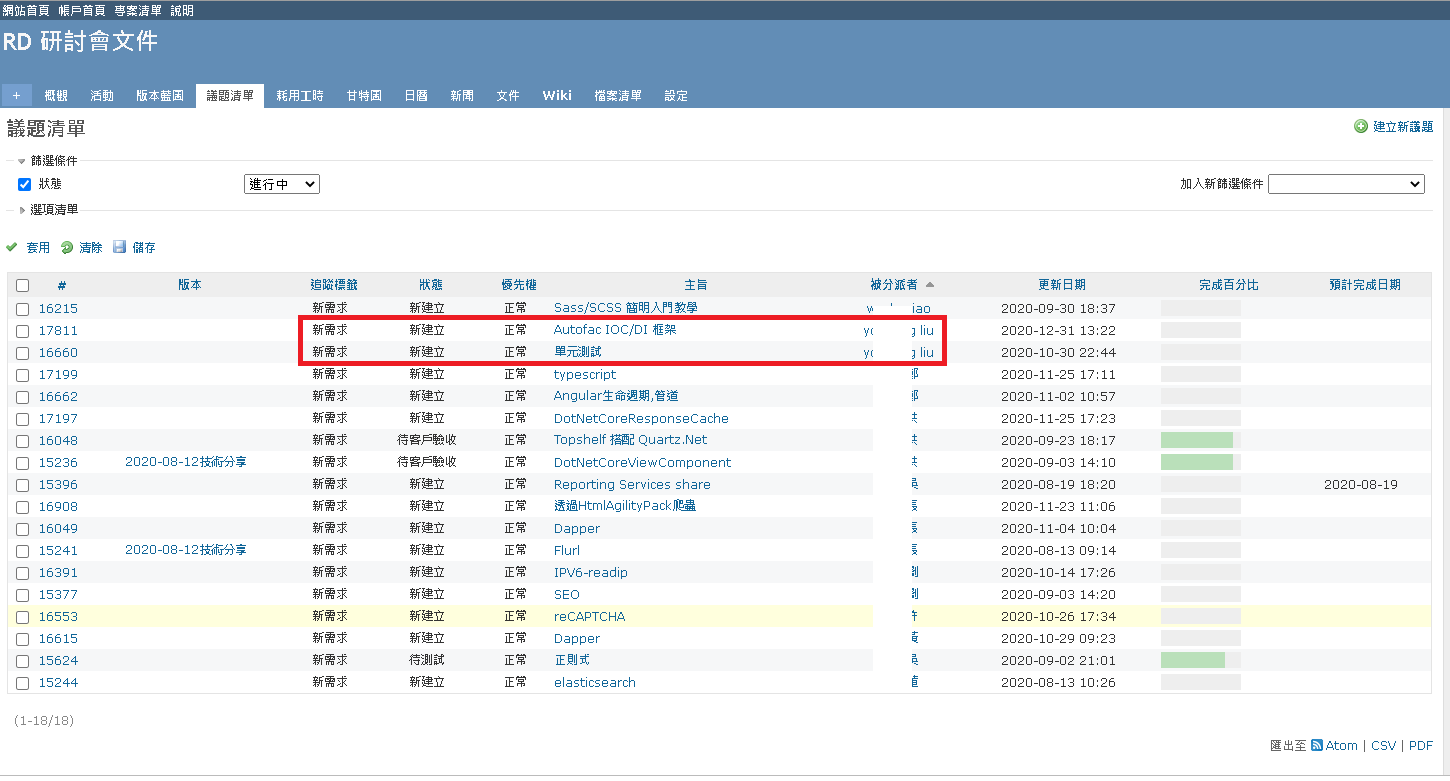 網站首頁 帳戶首頁 專案清單 說明
RD 研討會文件
+ 概觀 活動 版本藍圖 議題清單 耗用工時 甘特圖 日曆 新聞 文件 Wiki 檔案清單 設定
議題清單 建立新議題
篩選條件
狀態 進行中 加入新篩選條件
選項清單
套用 清除 儲存
# 版本 追蹤標籤 狀態 優先權 主旨 被分派者 更新日期 完成百分比 預計完成日期
16215 新需求 新建立 正常 Sass/SCSS 簡明入門教學 2020-09-30 18:37
17811 新需求 新建立 正常 Autofac IOC/DI 框架 liu 2020-12-31 13:22
16660 新需求 新建立 正常 單元測試 liu 2020-10-30 22:44
17199 新需求 新建立 正常 typescript 2020-11-25 17:11
16662 新需求 新建立 正常 Angular生命週期,管道 2020-11-02 10:57
17197 新需求 新建立 正常 DotNetCoreResponseCache 2020-11-25 17:23
16048 新需求 待客戶驗收 正常 Topshelf 搭配 Quartz.Net 2020-09-23 18:17
15236 2020-08-12技術分享 新需求 待客戶驗收 正常 DotNetCoreViewComponent 2020-09-03 14:10
15396 新需求 新建立 正常 Reporting Services share 2020-08-19 18:20 2020-08-19
16908 新需求 新建立 正常 透過HtmlAgilityPack爬蟲 2020-11-23 11:06
16049 新需求 新建立 正常 Dapper 2020-11-04 10:04
15241 2020-08-12技術分享 新需求 新建立 正常 Flurl 2020-08-13 09:14
16391 新需求 新建立 正常 IPV6-readip 2020-10-14 17:26
15377 新需求 新建立 正常 SEO 2020-09-03 14:20
16553 新需求 新建立 正常 reCAPTCHA 2020-10-26 17:34
16615 新需求 新建立 正常 Dapper 2020-10-29 09:23
15624 新需求 待測試 正常 正則式 2020-09-02 21:01
15244 新需求 新建立 正常 elasticsearch 2020-08-13 10:26
(1-18/18)
匯出至 Atom | CSV | PDF